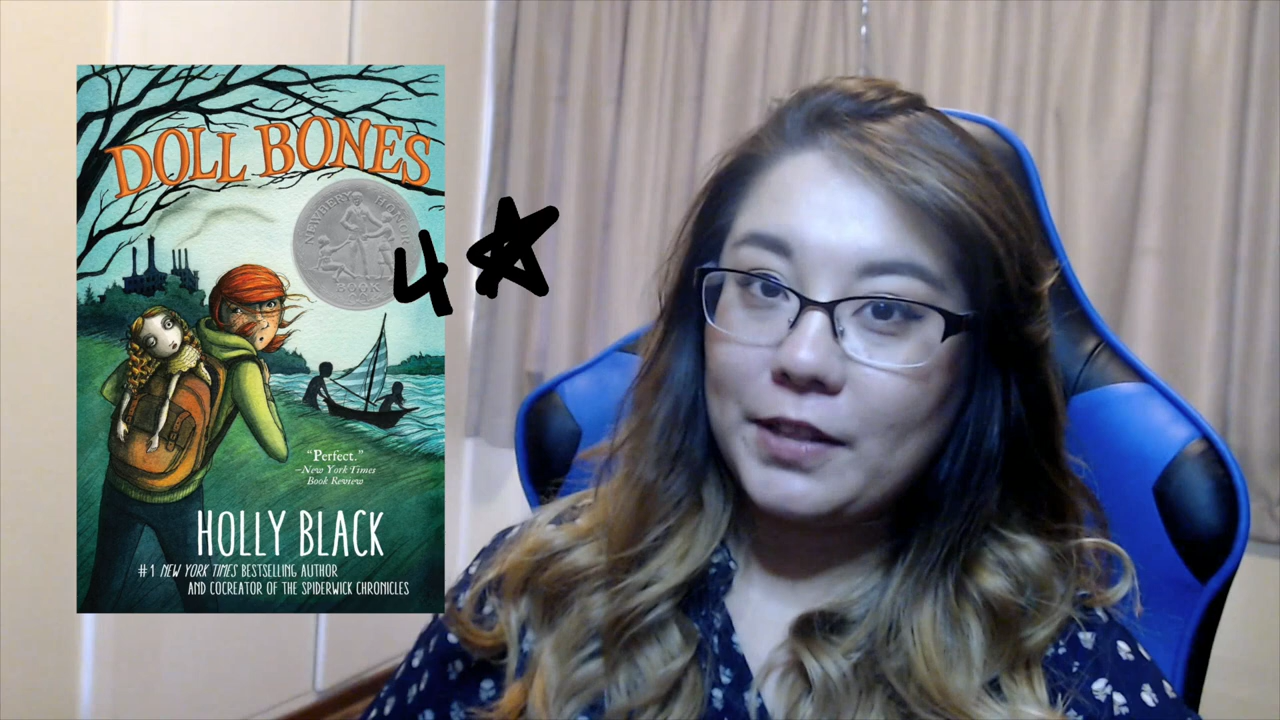 DOLL BONES
NEWBERY HONOR
BOOK
4
"Perfect."
–New York Times
Book Review
HOLLY BLACK
#1 NEW YORK TIMES BESTSELLING AUTHOR
AND COCREATOR OF THE SPIDERWICK CHRONICLES